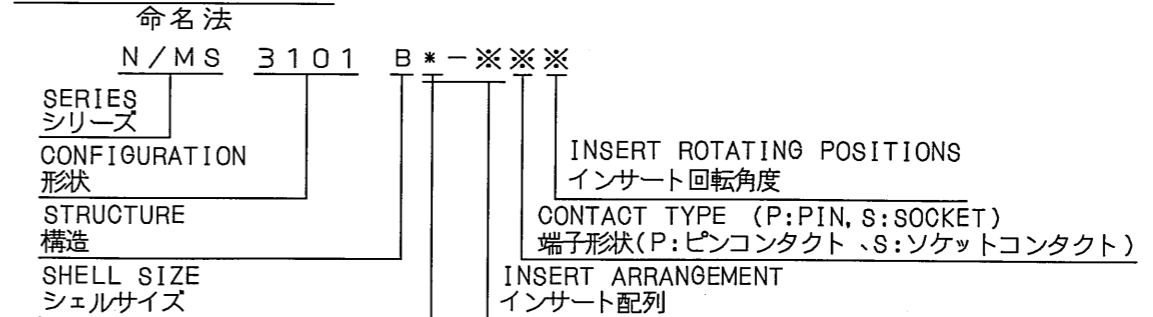 命名法
N/MS 3101 B*-※※※
SERIES
シリーズ
CONFIGURATION
形状
STRUCTURE
構造
SHELL SIZE
シェルサイズ
INSERT ROTATING POSITIONS
インサート回転角度
CONTACT TYPE (P:PIN,S:SOCKET)
端子形状(P:ピンコンタクト、S:ソケットコンタクト)
INSERT ARRANGEMENT
インサート配列